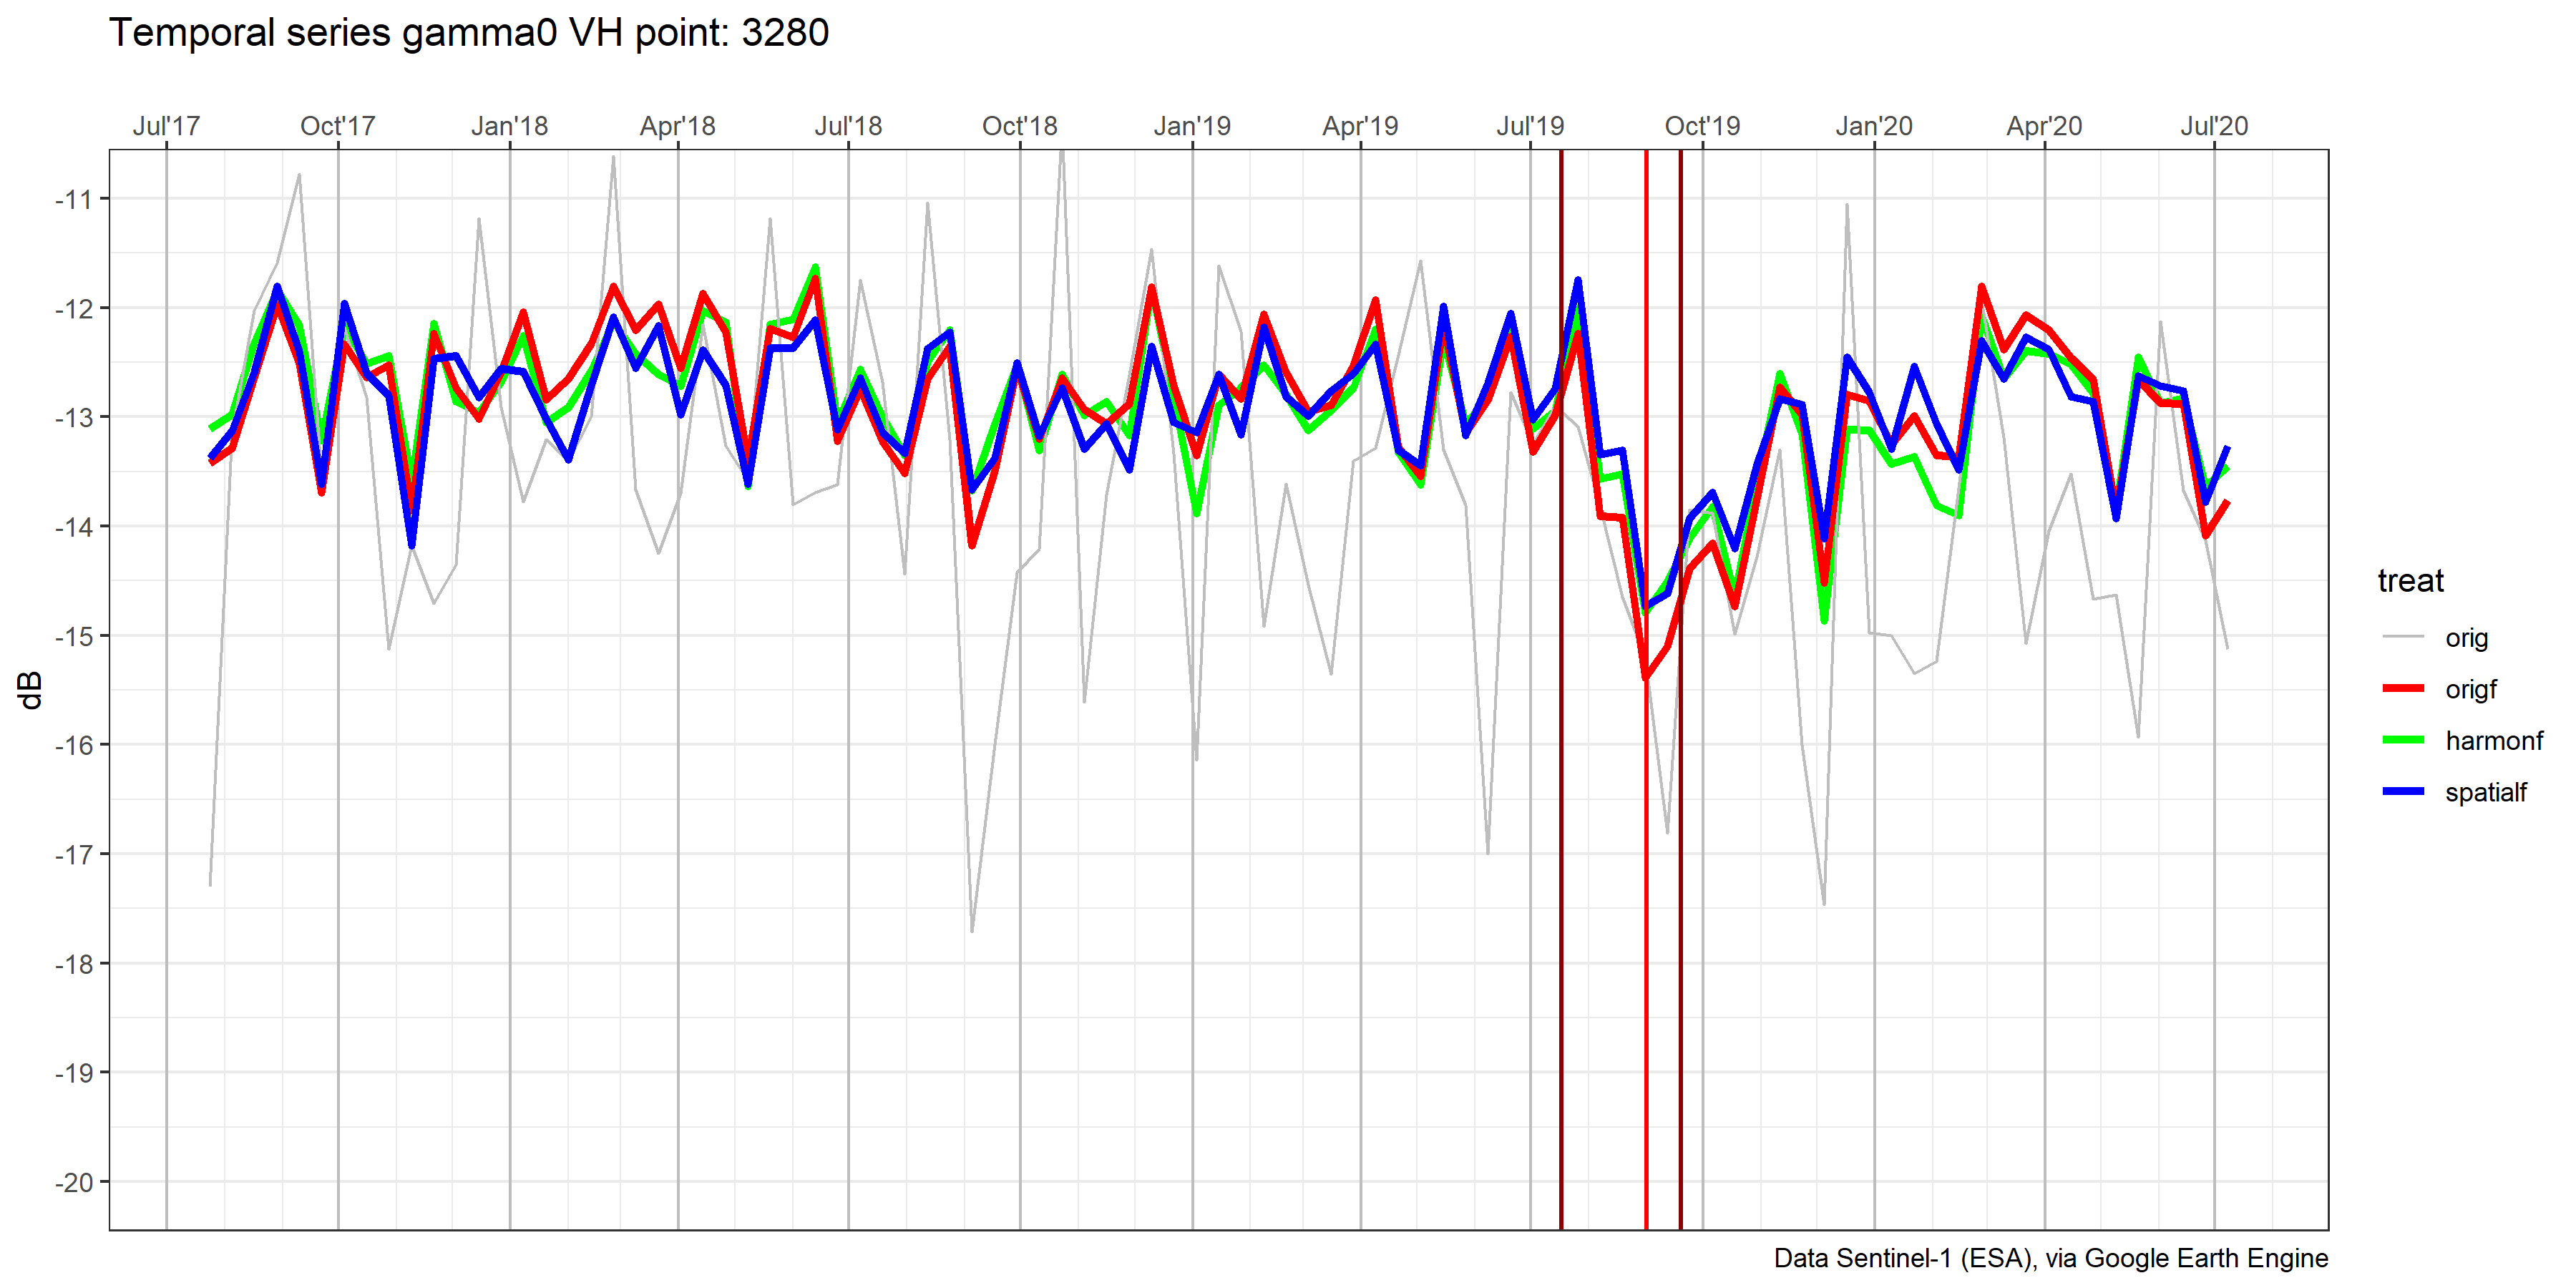 Temporal series gamma0 VH point: 3280
Jul'17 Oct'17 Jan'18 Apr'18 Jul'18 Oct'18 Jan'19 Apr'19 Jul'19 Oct'19 Jan'20 Apr'20 Jul'20
-11
-12
-13
-14
-15
-16
-17
-18
-19
-20
dB
treat
orig
origf
harmonf
spatialf
Data Sentinel-1 (ESA), via Google Earth Engine